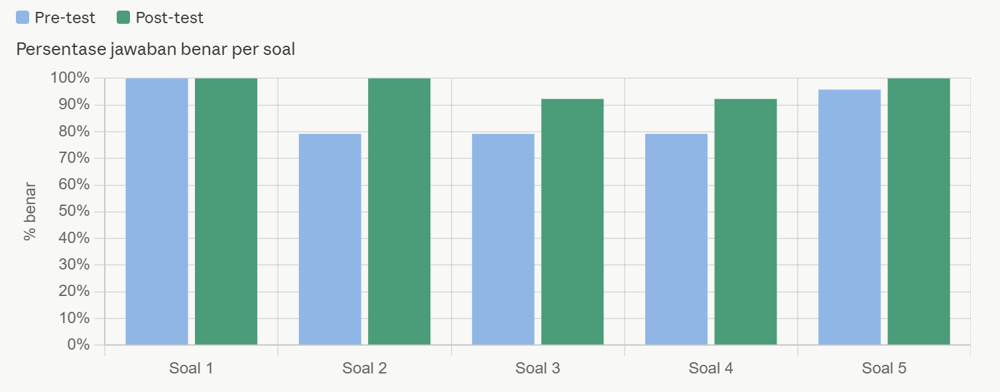 Pre-test Post-test
Persentase jawaban benar per soal
100%
90%
80%
70%
60%
50%
40%
30%
20%
10%
0%
% benar
Soal 1 Soal 2 Soal 3 Soal 4 Soal 5